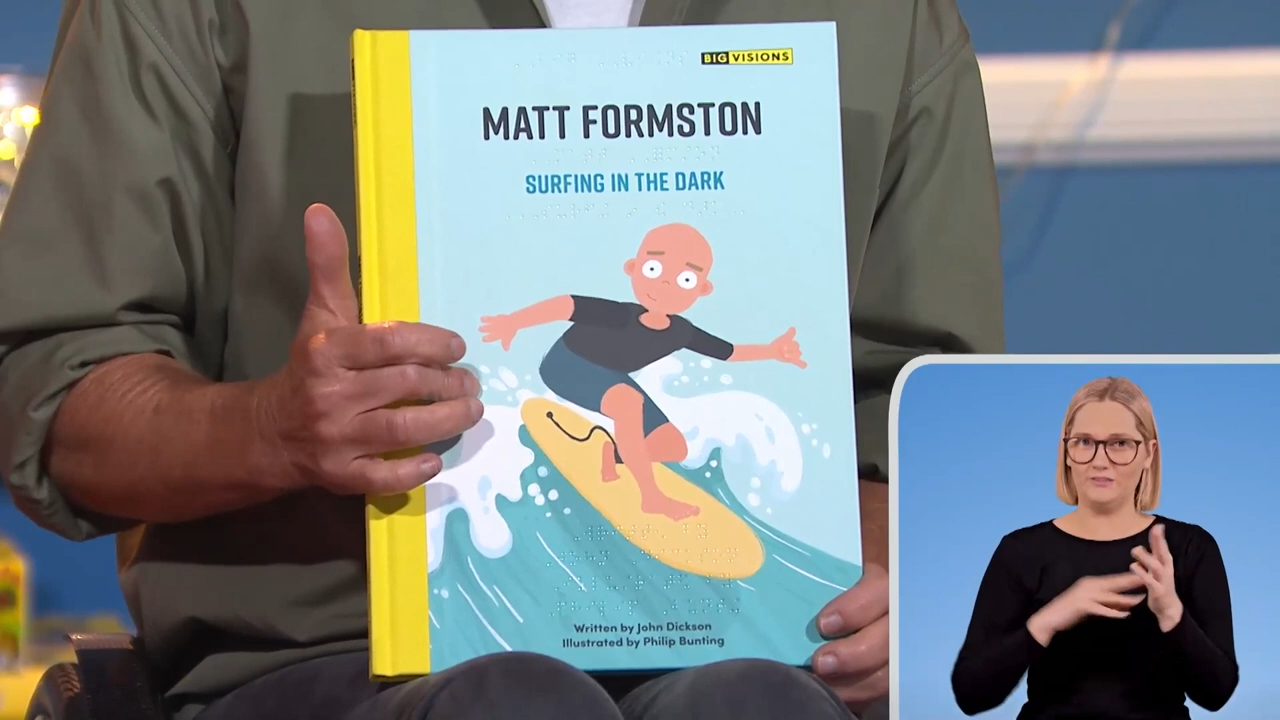 BIG VISIONS
MATT FORMSTON
SURFING IN THE DARK
Written by John Dickson
Illustrated by Philip Bunting